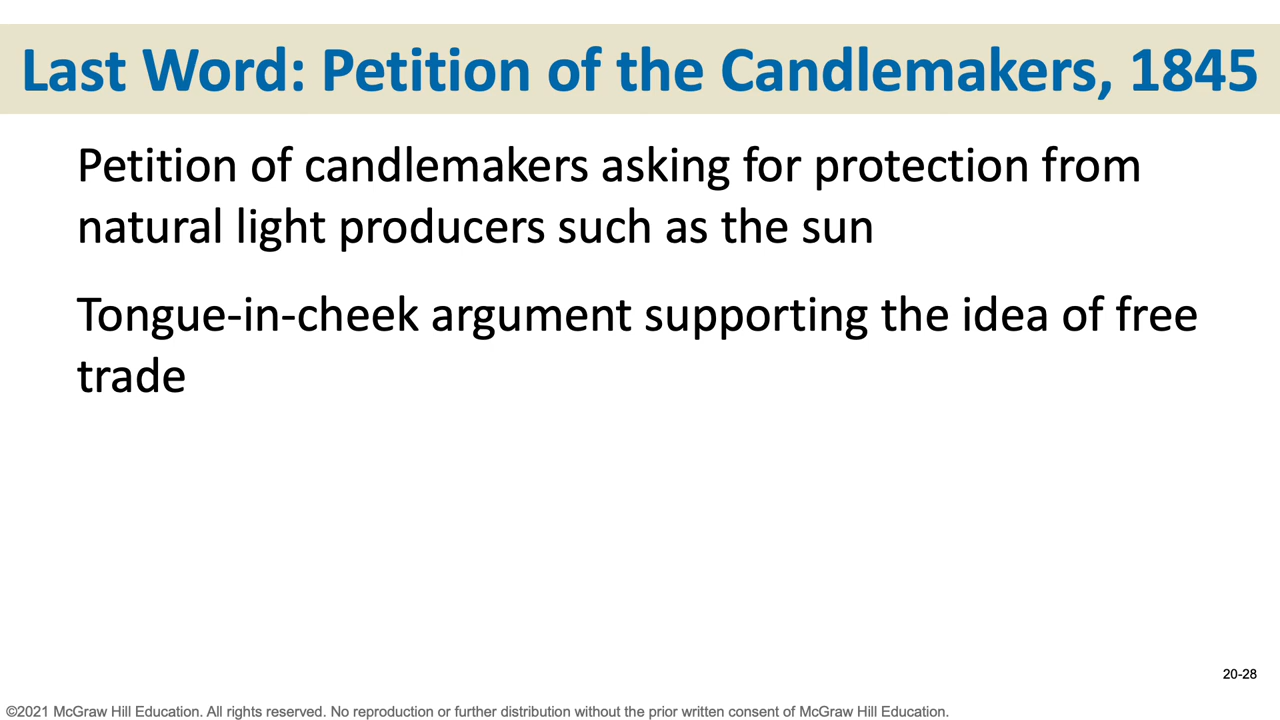 Last Word: Petition of the Candlemakers, 1845
Petition of candlemakers asking for protection from
natural light producers such as the sun
Tongue-in-cheek argument supporting the idea of free
trade
20-28
©2021 McGraw Hill Education. All rights reserved. No reproduction or further distribution without the prior written consent of McGraw Hill Education.